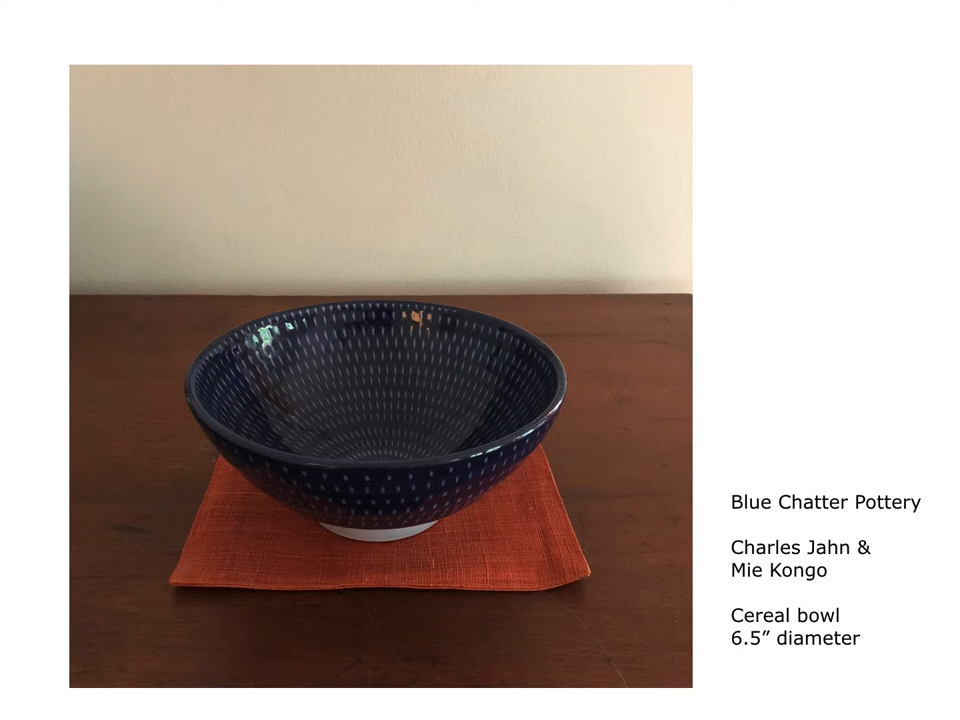 Blue Chatter Pottery
Charles Jahn &
Mie Kongo
Cereal bowl
6.5” diameter